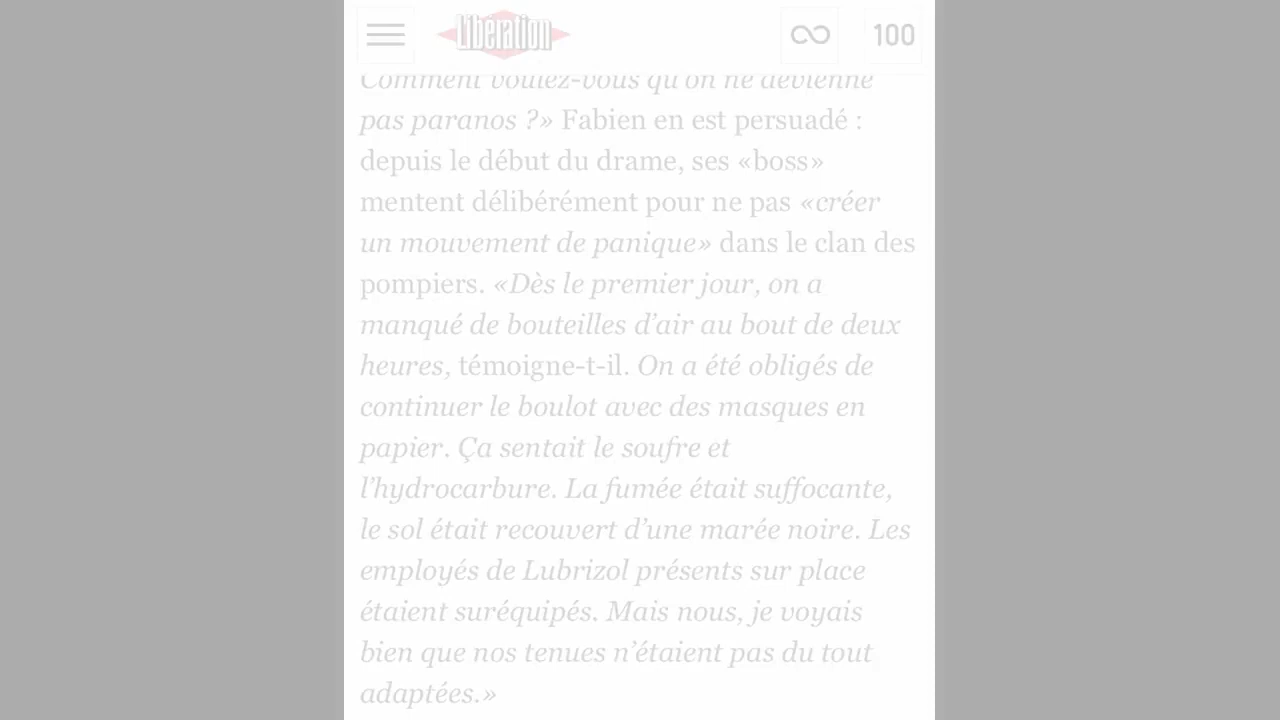 Libération
100
Comment voulez-vous qu'on ne devienne
pas paranos ?» Fabien en est persuadé :
depuis le début du drame, ses «boss»
mentent délibérément pour ne pas «créer
un mouvement de panique» dans le clan des
pompiers. «Dès le premier jour, on a
manqué de bouteilles d’air au bout de deux
heures, témoigne-t-il. On a été obligés de
continuer le boulot avec des masques en
papier. Ça sentait le soufre et
l’hydrocarbure. La fumée était suffocante,
le sol était recouvert d’une marée noire. Les
employés de Lubrizol présents sur place
étaient suréquipés. Mais nous, je voyais
bien que nos tenues n’étaient pas du tout
adaptées.»